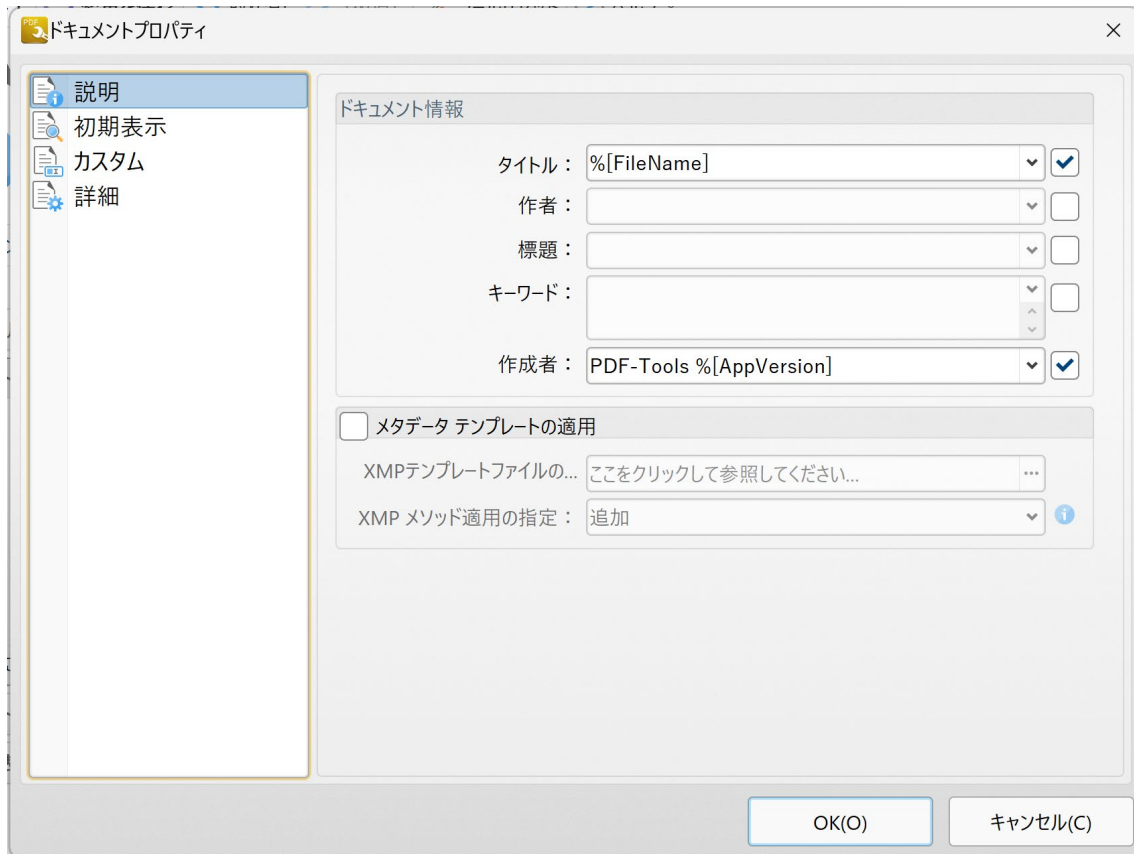 PDF
ドキュメントプロパティ
説明
初期表示
カスタム
詳細
ドキュメント情報
タイトル： %[FileName]
作者：
標題：
キーワード：
作成者： PDF-Tools %[AppVersion]
メタデータ テンプレートの適用
XMPテンプレートファイルの... ここをクリックして参照してください... ...
XMP メソッド適用の指定： 追加
OK(O) キャンセル(C)